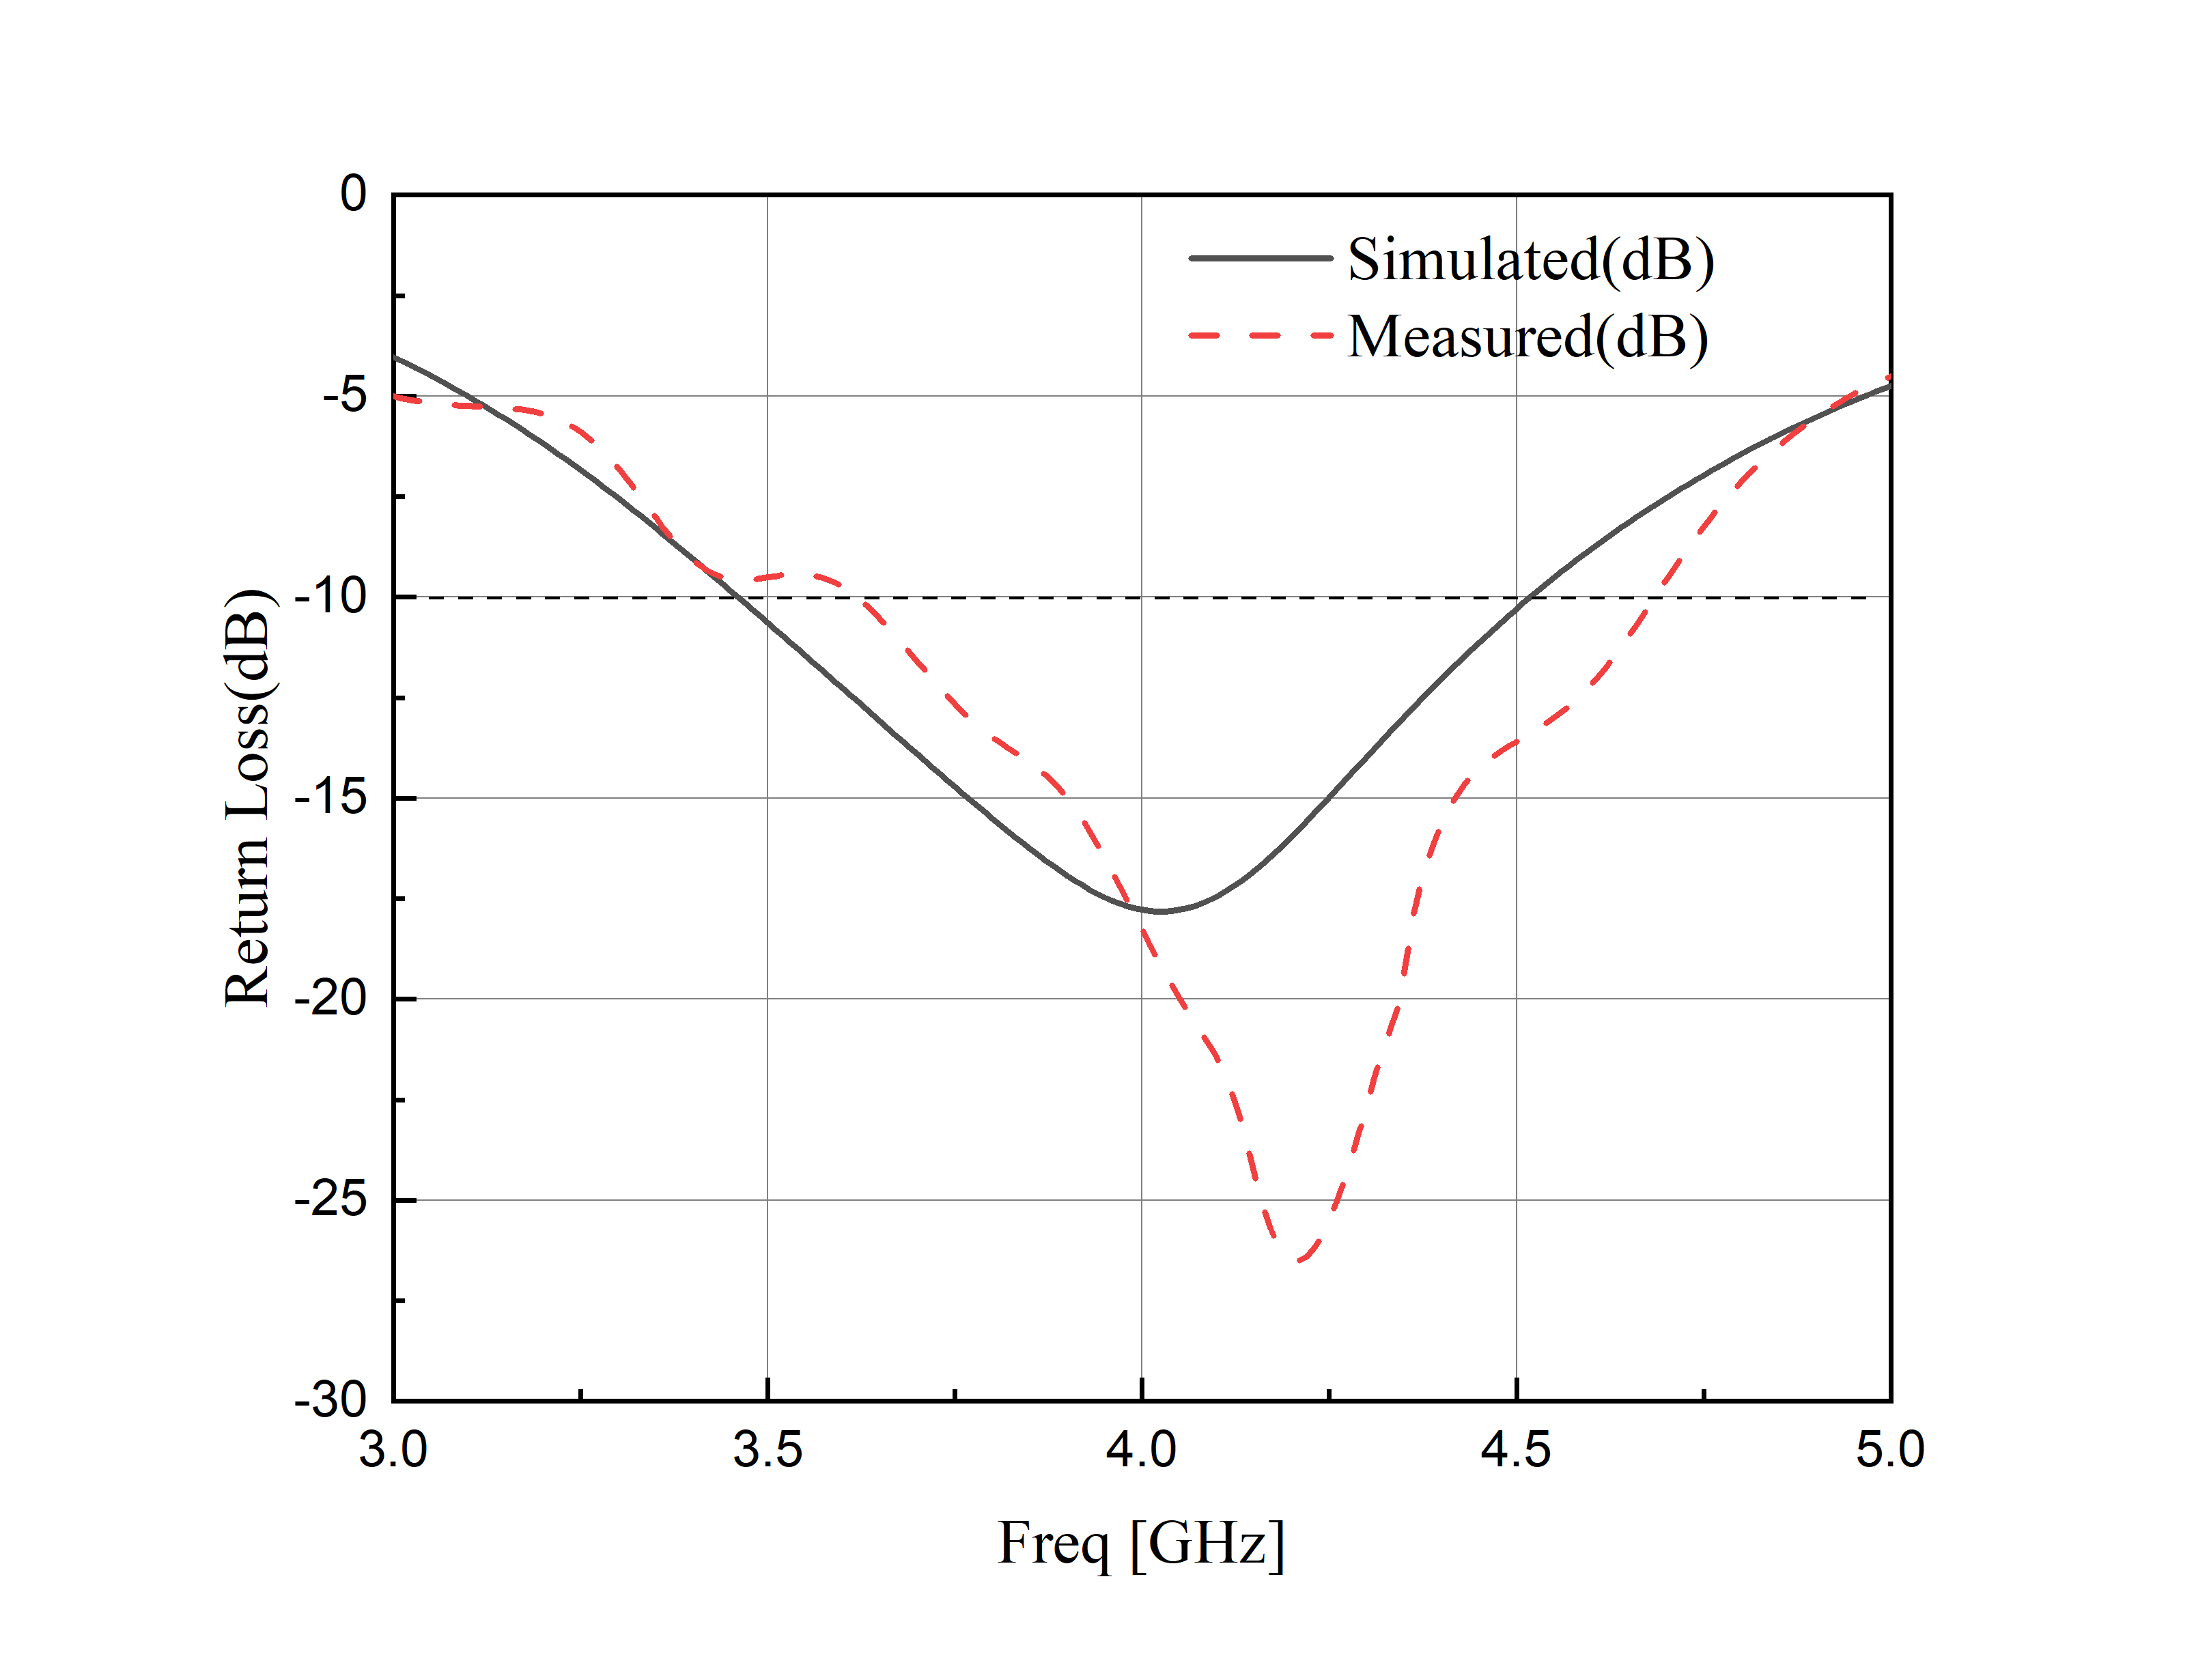 0
-5
-10
-15
-20
-25
-30
Return Loss(dB)
Simulated(dB)
Measured(dB)
3.0 3.5 4.0 4.5 5.0
Freq [GHz]